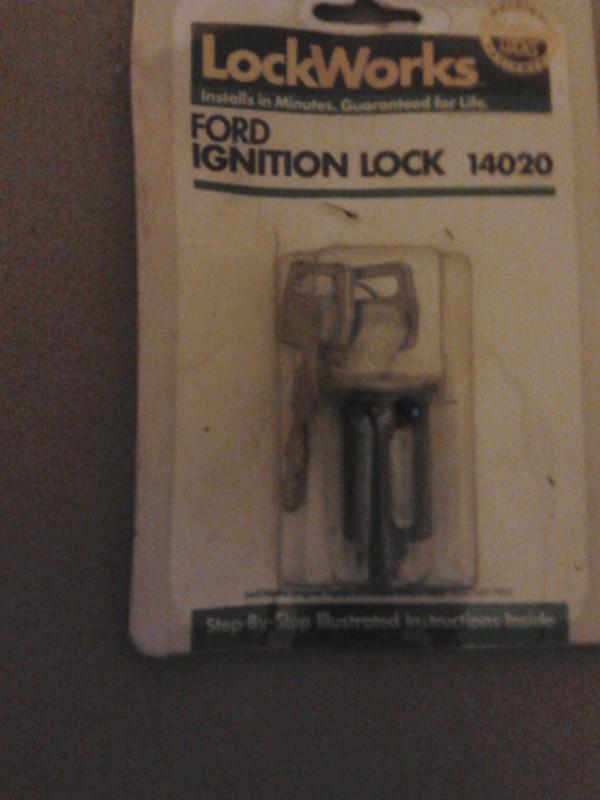 LockWorks
Installs in Minutes. Guaranteed for Life.
FORD
IGNITION LOCK 14020
Step-By-Step Illustrated Instructions Inside